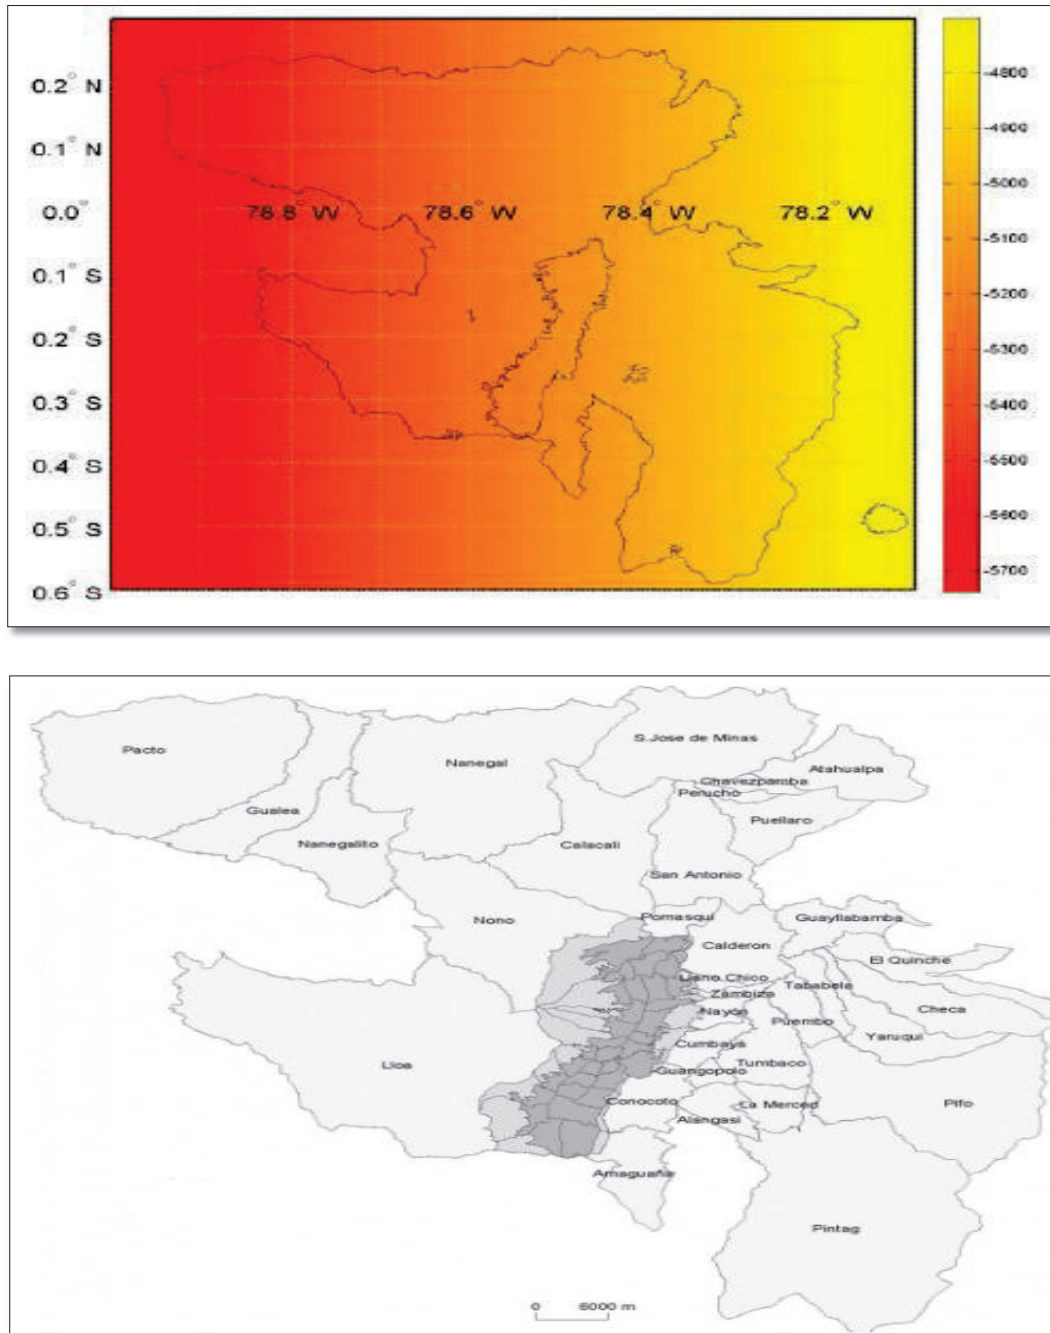 0.2° N
0.1° N
0.0°
78.8° W 78.6° W 78.4° W 78.2° W
0.1° S
0.2° S
0.3° S
0.4° S
0.5° S
0.6° S
-4800
-4900
-5000
-5100
-5200
-5300
-5400
-5500
-5600
-5700
Pacto
Nanegal
S.Jose de Minas
Atahualpa
Chavezpamba
Perucho
Gualea
Puellaro
Nanegalito
Calacali
San Antonio
Nono
Pomasqui
Guayllabamba
Calderon
El Quinche
Llano Chico
Tababela
Zambiza
Checa
Nayón
Puembo
Yaruqui
Cumbaya
Lloa
Tumbaco
Guangopolo
Conocoto
La Merced
Pifo
Alangasi
Amaguaña
Pintag
0 6000 m